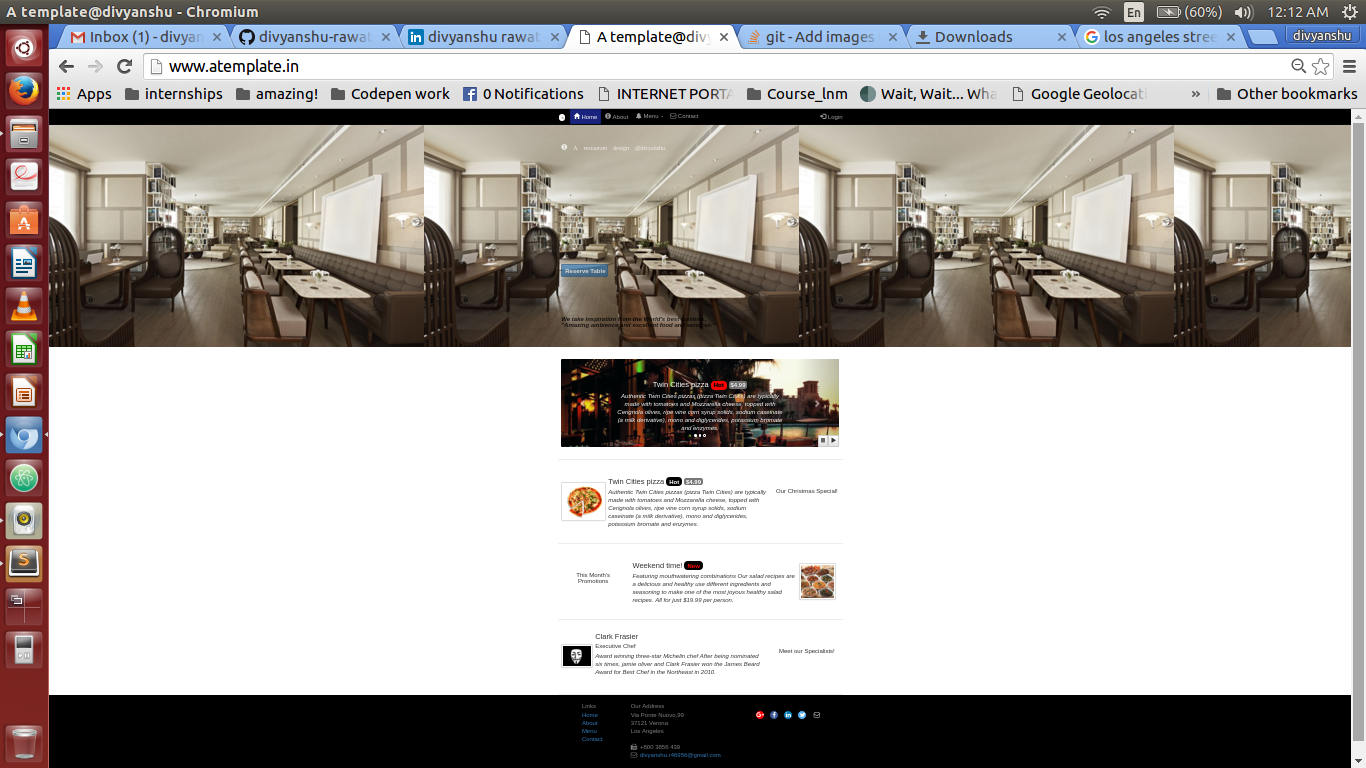 A template@divyanshu - Chromium
En (60%) 12:12 AM
Inbox (1) - divyan divyanshu-rawat divyanshu rawat A template@divy git - Add images Downloads los angeles stree divyanshu
www.atemplate.in
Apps internships amazing! Codepen work 0 Notifications INTERNET PORTA Course_lnm Wait, Wait... Wha Google Geolocati » Other bookmarks
Home About Menu Contact Login
Reserve Table
We take inspiration from the World's best
"Amazing ambience and excellent food
Twin Cities pizza Hot $4.99
Authentic Twin Cities pizzas (pizza Twin Cities) are typically
made with tomatoes and Mozzarella cheese, topped with
Cerignola olives, ripe vine corn syrup solids, sodium caseinate
(a milk derivative), mono and diglycerides, potassium bromate
and enzymes.
Twin Cities pizza Hot $4.99
Authentic Twin Cities pizzas (pizza Twin Cities) are typically
made with tomatoes and Mozzarella cheese, topped with
Cerignola olives, ripe vine corn syrup solids, sodium
caseinate (a milk derivative), mono and diglycerides,
potassium bromate and enzymes.
Our Christmas Special!
This Month's
Promotions
Weekend time! New
Featuring mouthwatering combinations Our salad recipes are
a delicious and healthy use different ingredients and
seasoning to make one of the most joyous healthy salad
recipes. All for just $19.99 per person.
Clark Frasier
Executive Chef
Award winning three-star Michelin chef After being nominated
six times, jamie oliver and Clark Frasier won the James Beard
Award for Best Chef in the Northeast in 2010.
Meet our Specialists!
Links
Home
About
Menu
Contact
Our Address
Via Ponte Nuovo,99
37121 Verona
Los Angeles
+800 3856 439